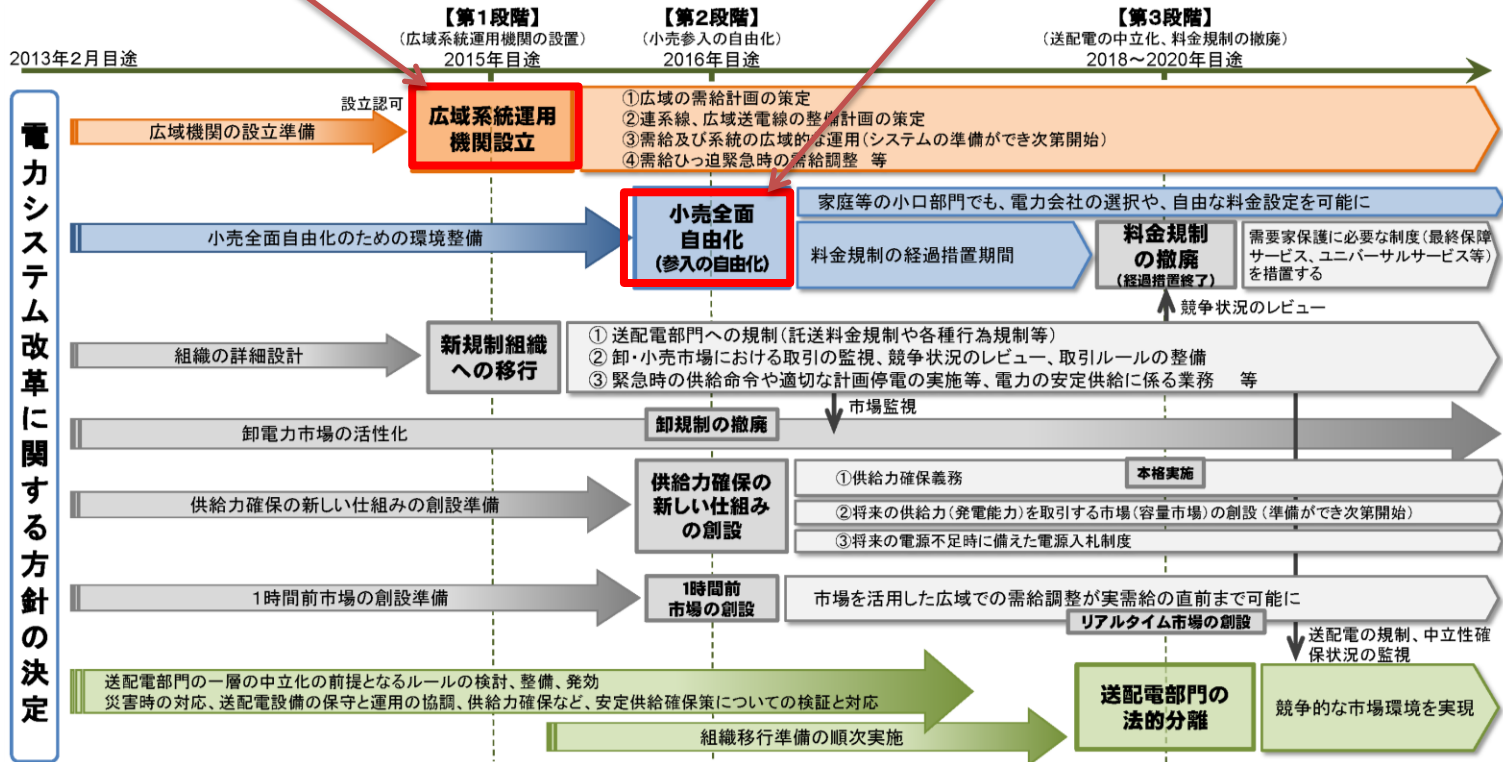 【第1段階】
(広域系統運用機関の設置)
2015年目途
【第2段階】
(小売参入の自由化)
2016年目途
【第3段階】
(送配電の中立化、料金規制の撤廃)
2018～2020年目途
2013年2月目途
電力システム改革に関する方針の決定
広域機関の設立準備
設立認可
広域系統運用
機関設立
①広域の需給計画の策定
②連系線、広域送電線の整備計画の策定
③需給及び系統の広域的な運用(システムの準備ができ次第開始)
④需給ひっ迫緊急時の需給調整 等
小売全面自由化のための環境整備
小売全面
自由化
(参入の自由化)
家庭等の小口部門でも、電力会社の選択や、自由な料金設定を可能に
料金規制の経過措置期間
料金規制
の撤廃
(経過措置終了)
需要家保護に必要な制度(最終保障
サービス、ユニバーサルサービス等)
を措置する
競争状況のレビュー
組織の詳細設計
新規制組織
への移行
① 送配電部門への規制(託送料金規制や各種行為規制等)
② 卸・小売市場における取引の監視、競争状況のレビュー、取引ルールの整備
③ 緊急時の供給命令や適切な計画停電の実施等、電力の安定供給に係る業務 等
市場監視
卸電力市場の活性化
卸規制の撤廃
供給力確保の新しい仕組みの創設準備
供給力確保の
新しい仕組み
の創設
①供給力確保義務
本格実施
②将来の供給力(発電能力)を取引する市場(容量市場)の創設(準備ができ次第開始)
③将来の電源不足時に備えた電源入札制度
1時間前市場の創設準備
1時間前
市場の創設
市場を活用した広域での需給調整が実需給の直前まで可能に
リアルタイム市場の創設
送配電の規制、中立性確
保状況の監視
送配電部門の一層の中立化の前提となるルールの検討、整備、発効
災害時の対応、送配電設備の保守と運用の協調、供給力確保など、安定供給確保策についての検証と対応
組織移行準備の順次実施
送配電部門の
法的分離
競争的な市場環境を実現